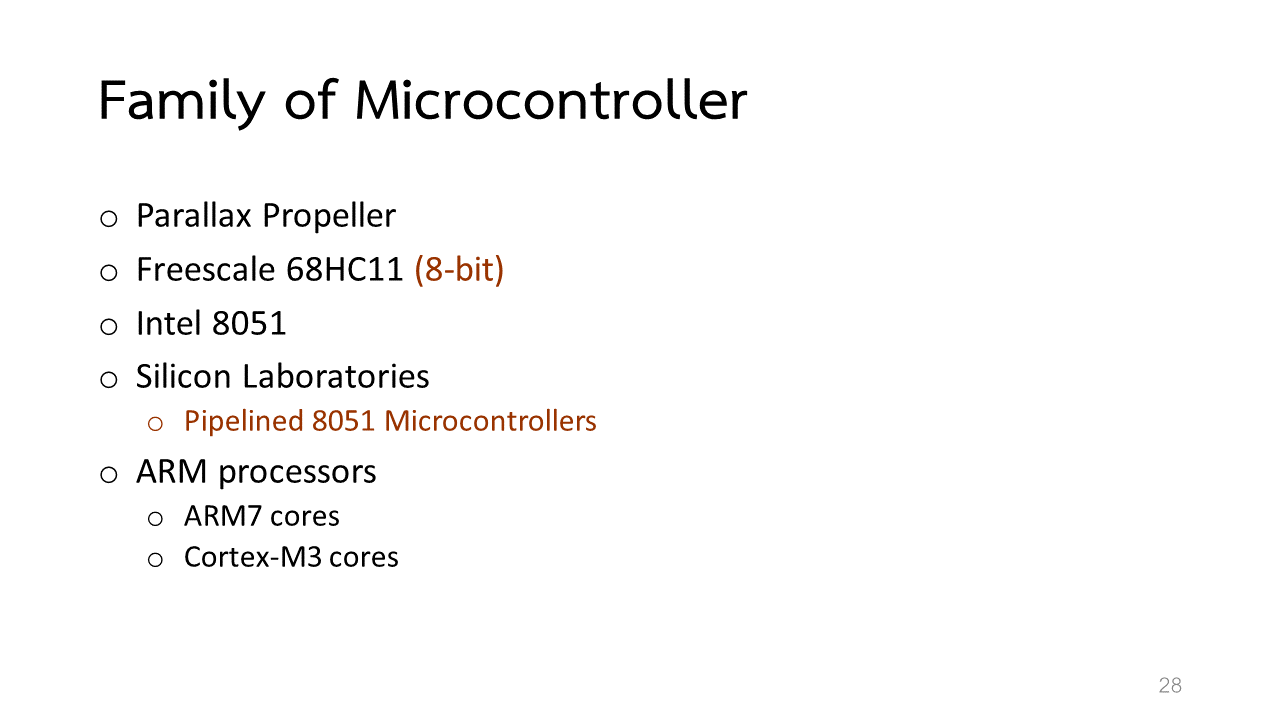 Family of Microcontroller
o Parallax Propeller
o Freescale 68HC11 (8-bit)
o Intel 8051
o Silicon Laboratories
o Pipelined 8051 Microcontrollers
o ARM processors
o ARM7 cores
o Cortex-M3 cores
28